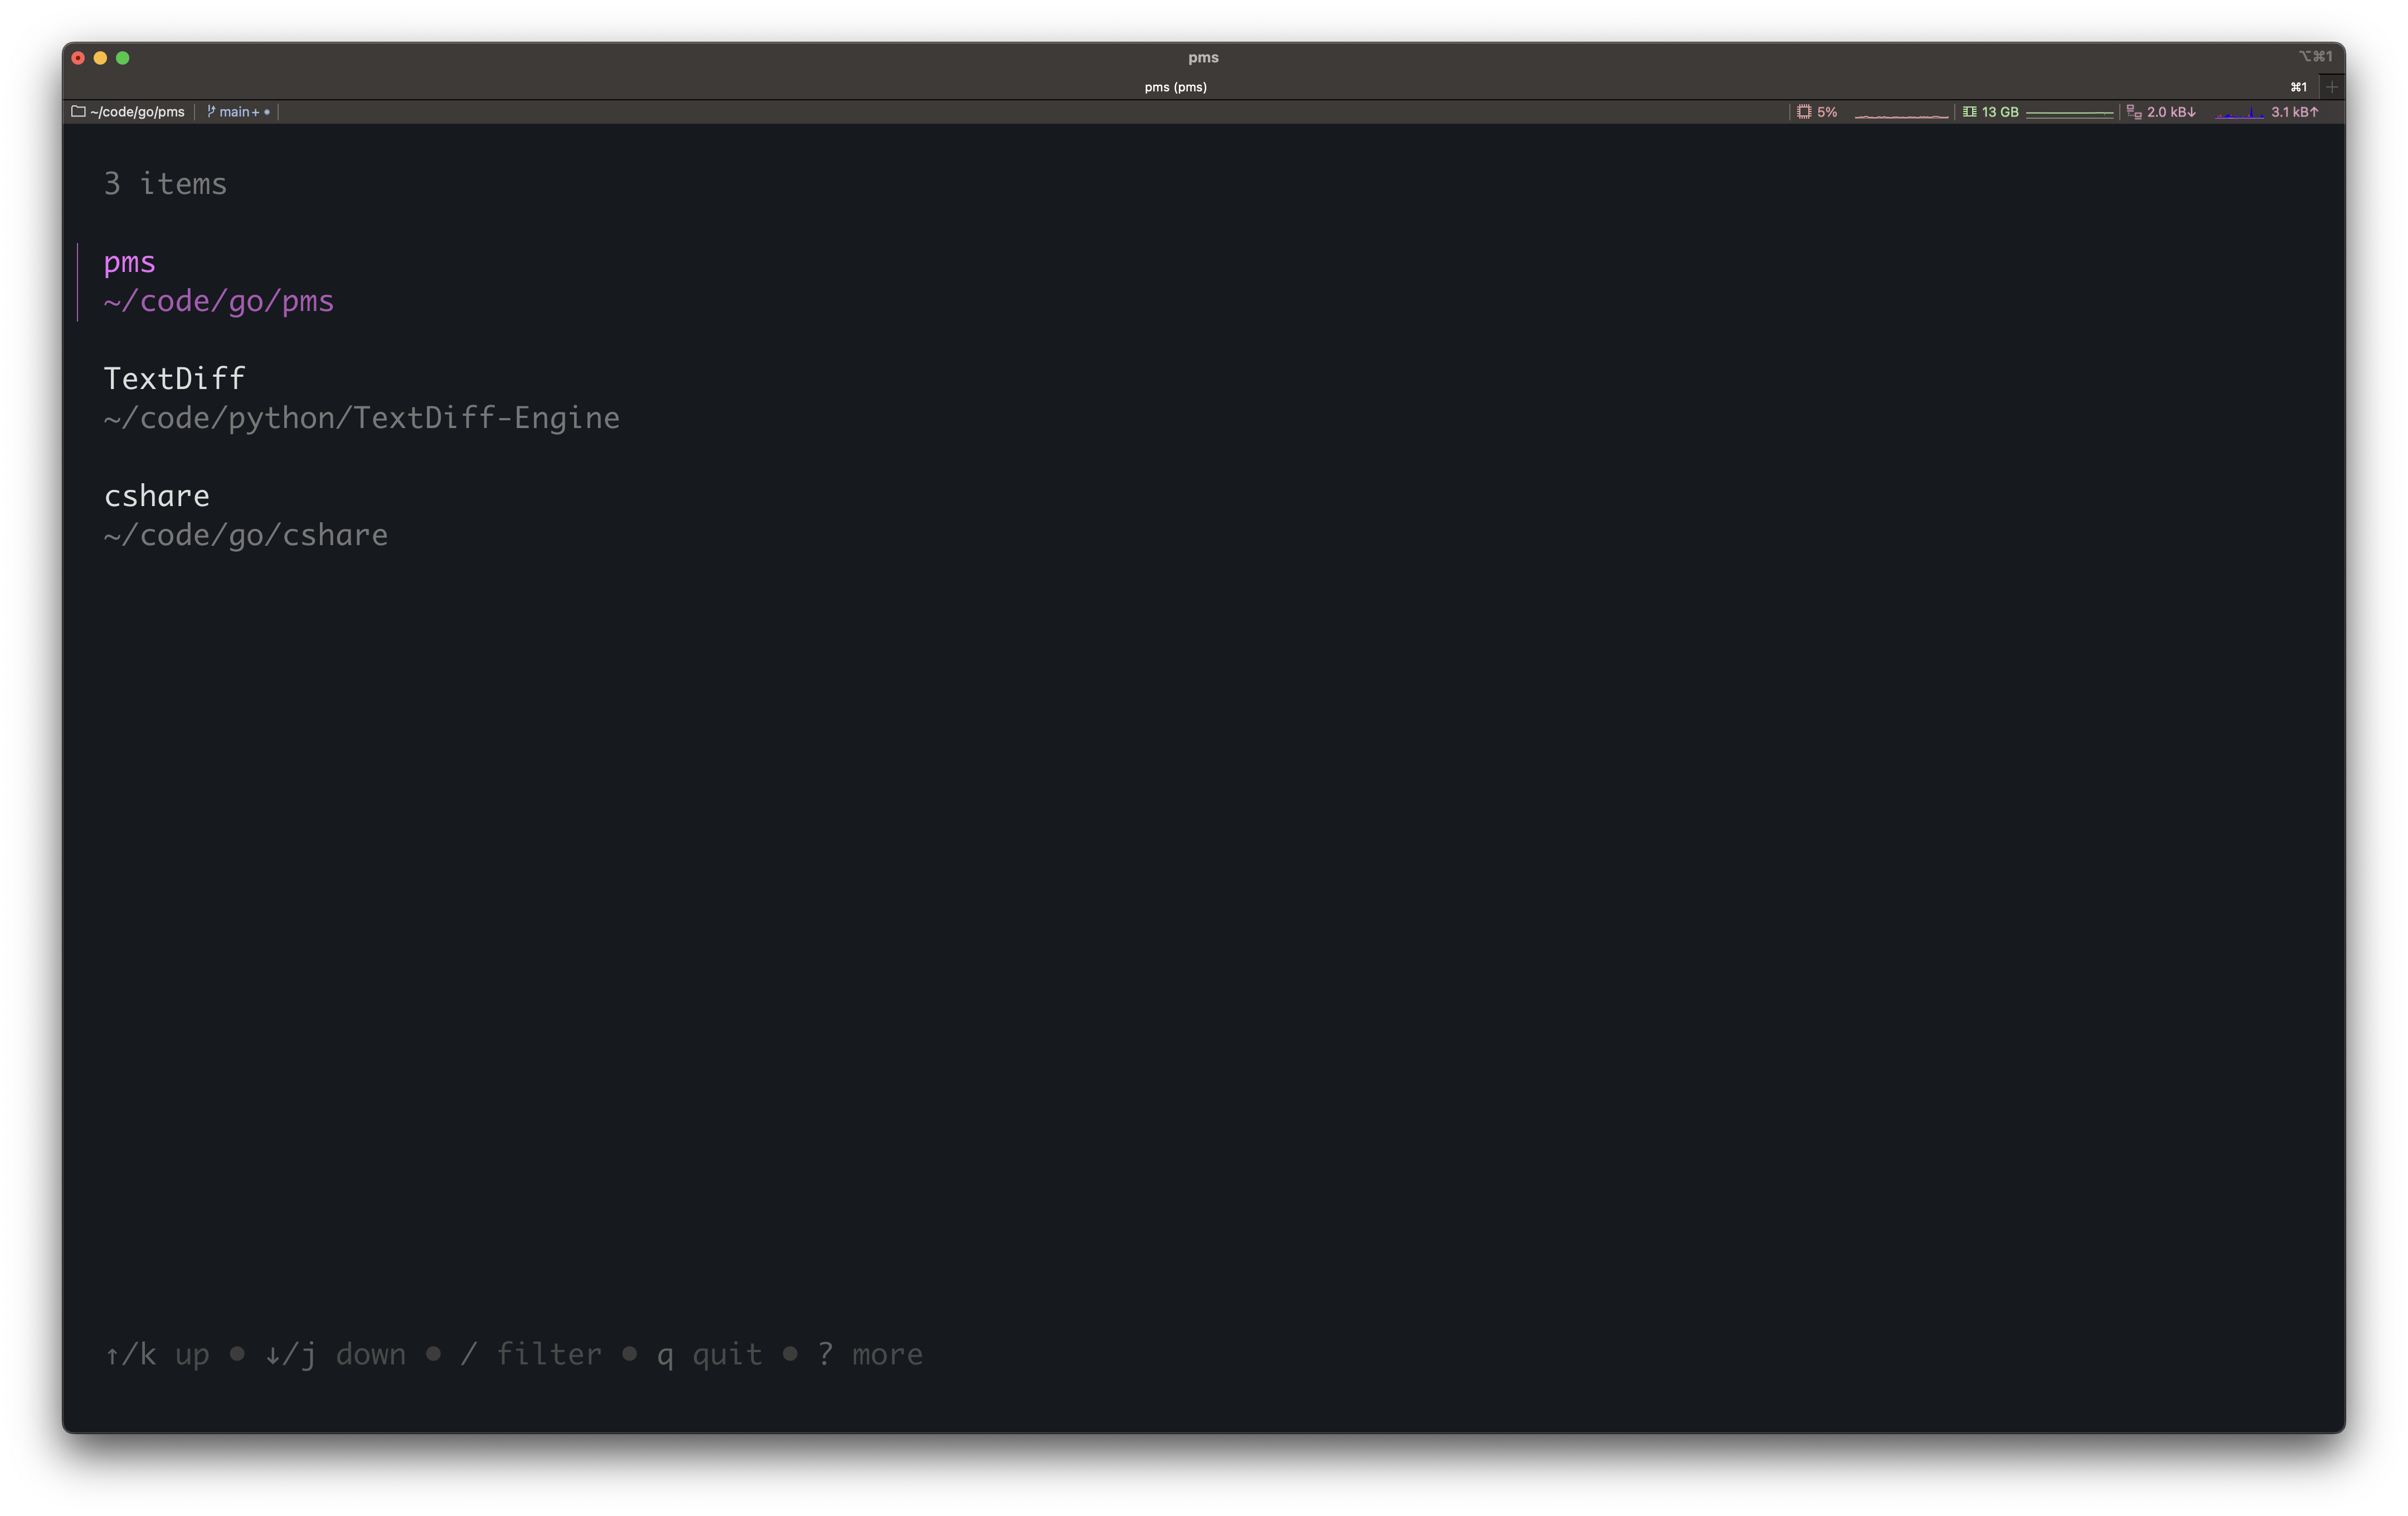 pms
⌥⌘1
pms (pms)
⌘1
~/code/go/pms
main+ •
5%
13 GB
2.0 kB↓
3.1 kB↑
3 items
pms
~/code/go/pms
TextDiff
~/code/python/TextDiff-Engine
cshare
~/code/go/cshare
↑/k up • ↓/j down • / filter • q quit • ? more